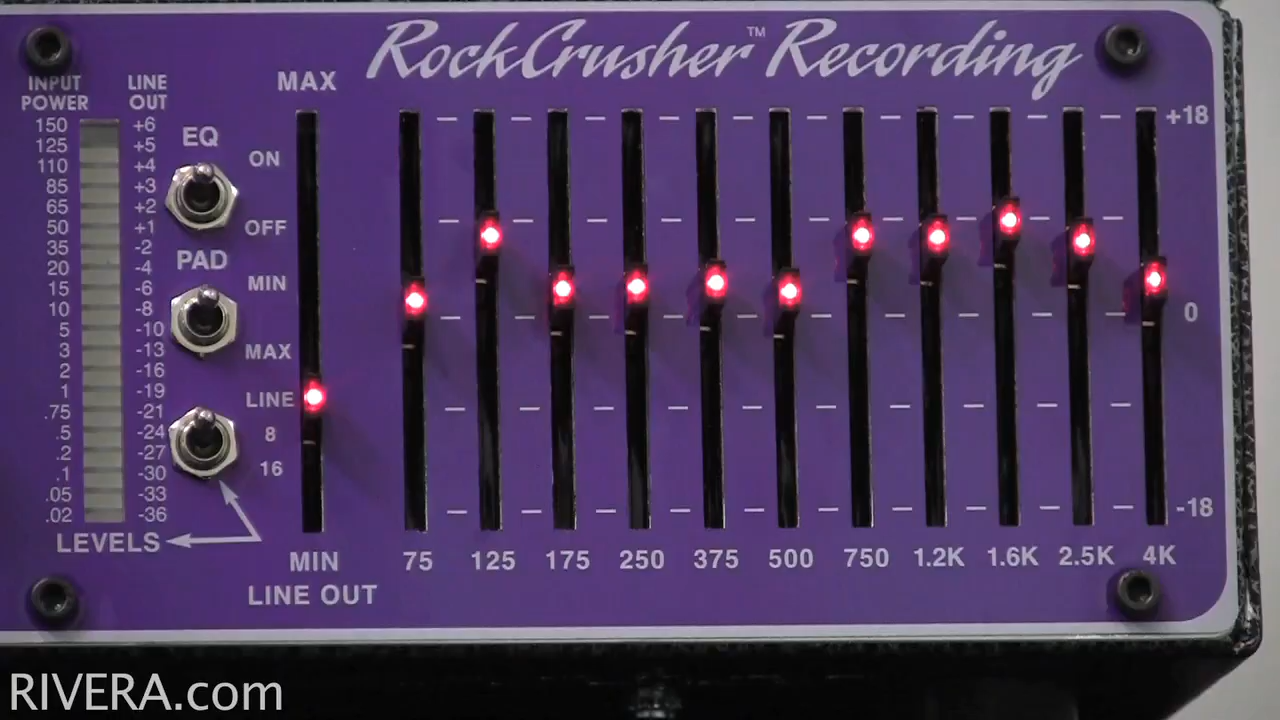 RockCrusher™ Recording
INPUT POWER
LINE OUT
150 +6
125 +5
110 +4
85 +3
65 +2
50 +1
35 -2
20 -4
15 -6
10 -8
5 -10
3 -13
2 -16
1 -19
.75 -21
.5 -24
.2 -27
.1 -30
.05 -33
.02 -36
LEVELS
EQ
ON
OFF
PAD
MIN
MAX
LINE
8
16
MAX
MIN
LINE OUT
+18
0
-18
75 125 175 250 375 500 750 1.2K 1.6K 2.5K 4K
RIVERA.com